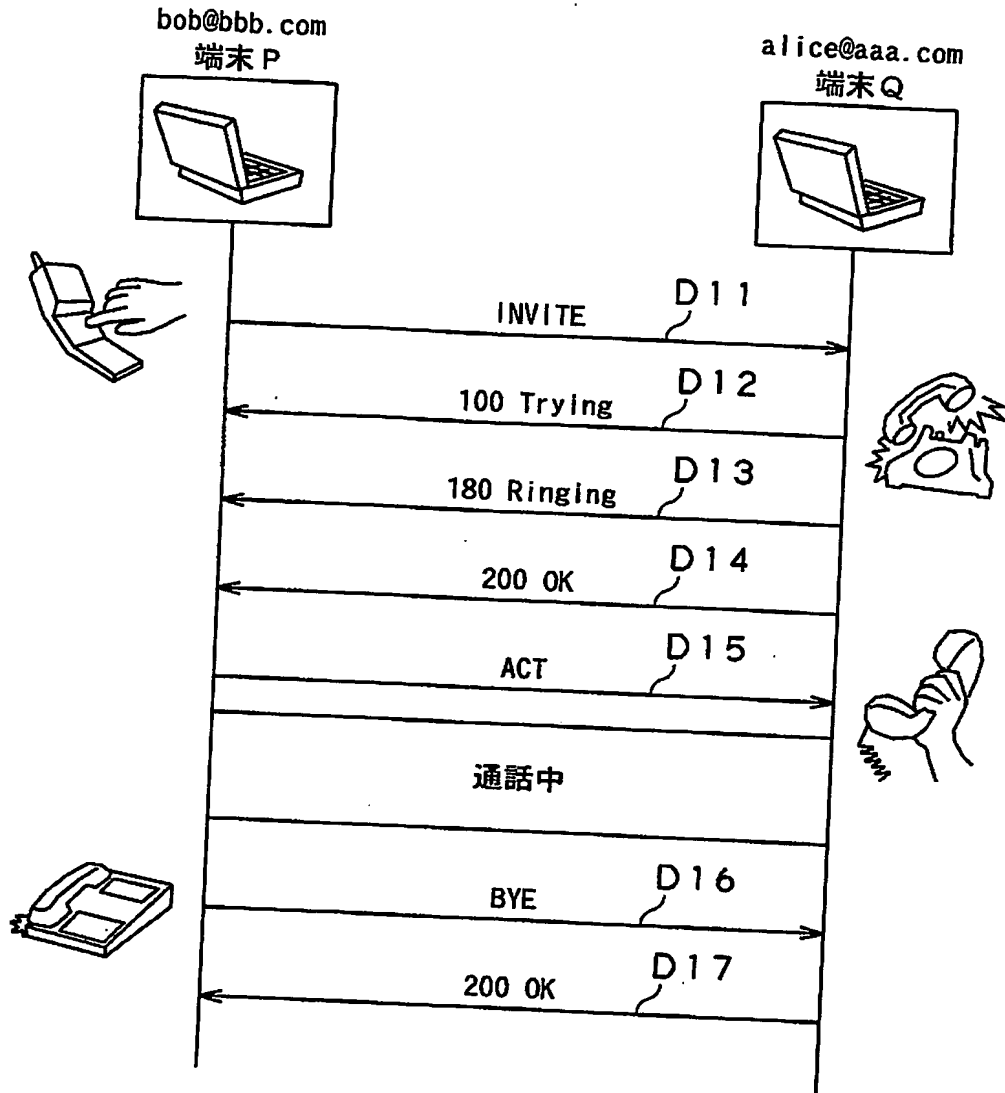 bob@bbb.com
端末P
alice@aaa.com
端末Q
D11
INVITE
D12
100 Trying
D13
180 Ringing
D14
200 OK
D15
ACT
通話中
D16
BYE
D17
200 OK